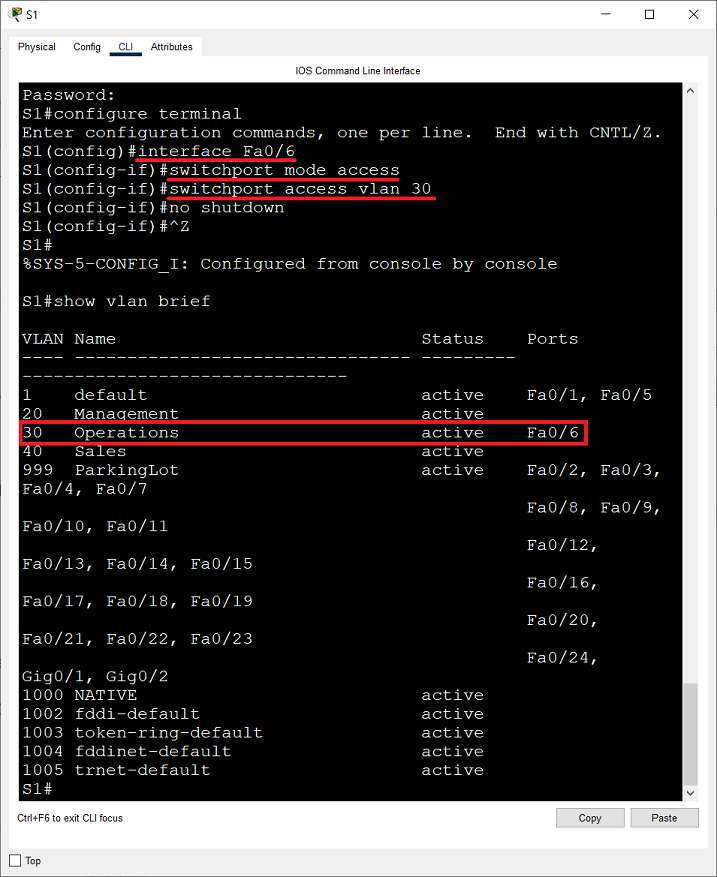 S1
Physical Config CLI Attributes
IOS Command Line Interface
Password:
S1#configure terminal
Enter configuration commands, one per line.  End with CNTL/Z.
S1(config)#interface Fa0/6
S1(config-if)#switchport mode access
S1(config-if)#switchport access vlan 30
S1(config-if)#no shutdown
S1(config-if)#^Z
S1#
%SYS-5-CONFIG_I: Configured from console by console
S1#show vlan brief
VLAN Name                             Status    Ports
---- -------------------------------- ---------
-------------------------------
1    default                          active    Fa0/1, Fa0/5
20   Management                       active
30   Operations                       active    Fa0/6
40   Sales                            active
999  ParkingLot                       active    Fa0/2, Fa0/3,
Fa0/4, Fa0/7
                                                Fa0/8, Fa0/9,
Fa0/10, Fa0/11
                                                Fa0/12,
Fa0/13, Fa0/14, Fa0/15
                                                Fa0/16,
Fa0/17, Fa0/18, Fa0/19
                                                Fa0/20,
Fa0/21, Fa0/22, Fa0/23
                                                Fa0/24,
Gig0/1, Gig0/2
1000 NATIVE                           active
1002 fddi-default                     active
1003 token-ring-default               active
1004 fddinet-default                  active
1005 trnet-default                    active
S1#
Ctrl+F6 to exit CLI focus Copy Paste
Top